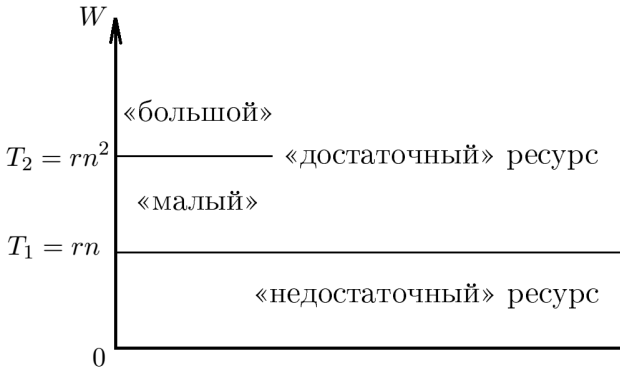 W
«большой»
T₂ = rn²
«достаточный» ресурс
«малый»
T₁ = rn
«недостаточный» ресурс
0